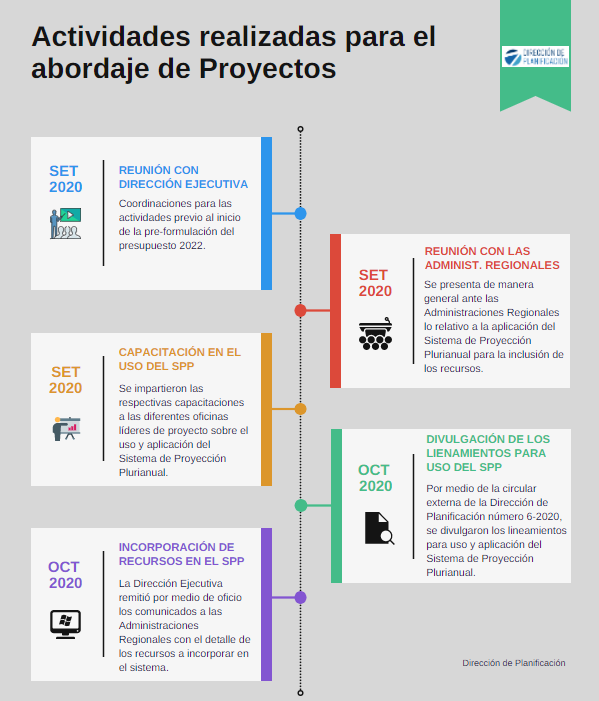 Actividades realizadas para el
abordaje de Proyectos
DIRECCIÓN DE
PLANIFICACIÓN
SET
2020
REUNIÓN CON
DIRECCIÓN EJECUTIVA
Coordinaciones para las
actividades previo al inicio
de la pre-formulación del
presupuesto 2022.
SET
2020
REUNIÓN CON LAS
ADMINIST. REGIONALES
Se presenta de manera
general ante las
Administraciones Regionales
lo relativo a la aplicación del
Sistema de Proyección
Plurianual para la inclusión de
los recursos.
SET
2020
CAPACITACIÓN EN EL
USO DEL SPP
Se impartieron las
respectivas capacitaciones
a las diferentes oficinas
líderes de proyecto sobre el
uso y aplicación del
Sistema de Proyección
Plurianual.
OCT
2020
DIVULGACIÓN DE LOS
LIENAMIENTOS PARA
USO DEL SPP
Por medio de la circular
externa de la Dirección de
Planificación número 6-2020,
se divulgaron los lineamientos
para uso y aplicación del
Sistema de Proyección
Plurianual.
OCT
2020
INCORPORACIÓN DE
RECURSOS EN EL SPP
La Dirección Ejecutiva
remitió por medio de oficio
los comunicados a las
Administraciones
Regionales con el detalle de
los recursos a incorporar en
el sistema.
Dirección de Planificación